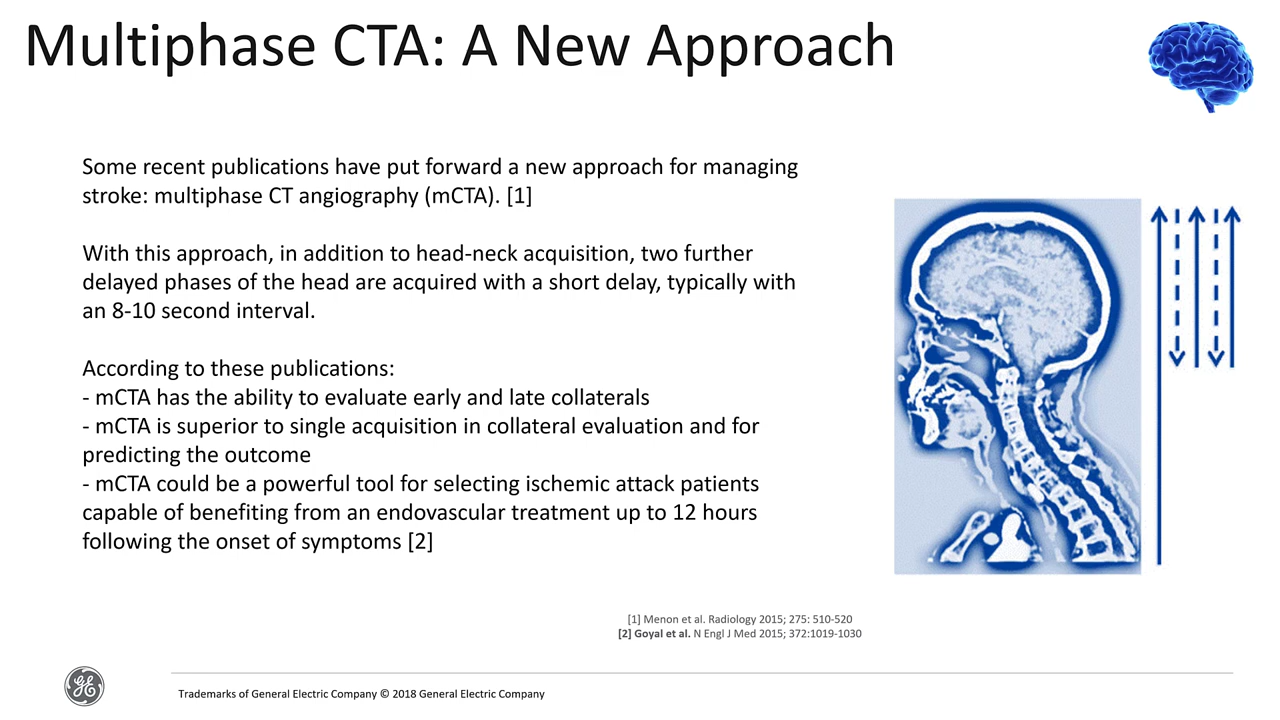 Multiphase CTA: A New Approach
Some recent publications have put forward a new approach for managing
stroke: multiphase CT angiography (mCTA). [1]
With this approach, in addition to head-neck acquisition, two further
delayed phases of the head are acquired with a short delay, typically with
an 8-10 second interval.
According to these publications:
- mCTA has the ability to evaluate early and late collaterals
- mCTA is superior to single acquisition in collateral evaluation and for
predicting the outcome
- mCTA could be a powerful tool for selecting ischemic attack patients
capable of benefiting from an endovascular treatment up to 12 hours
following the onset of symptoms [2]
[1] Menon et al. Radiology 2015; 275: 510-520
[2] Goyal et al. N Engl J Med 2015; 372:1019-1030
GE
Trademarks of General Electric Company © 2018 General Electric Company